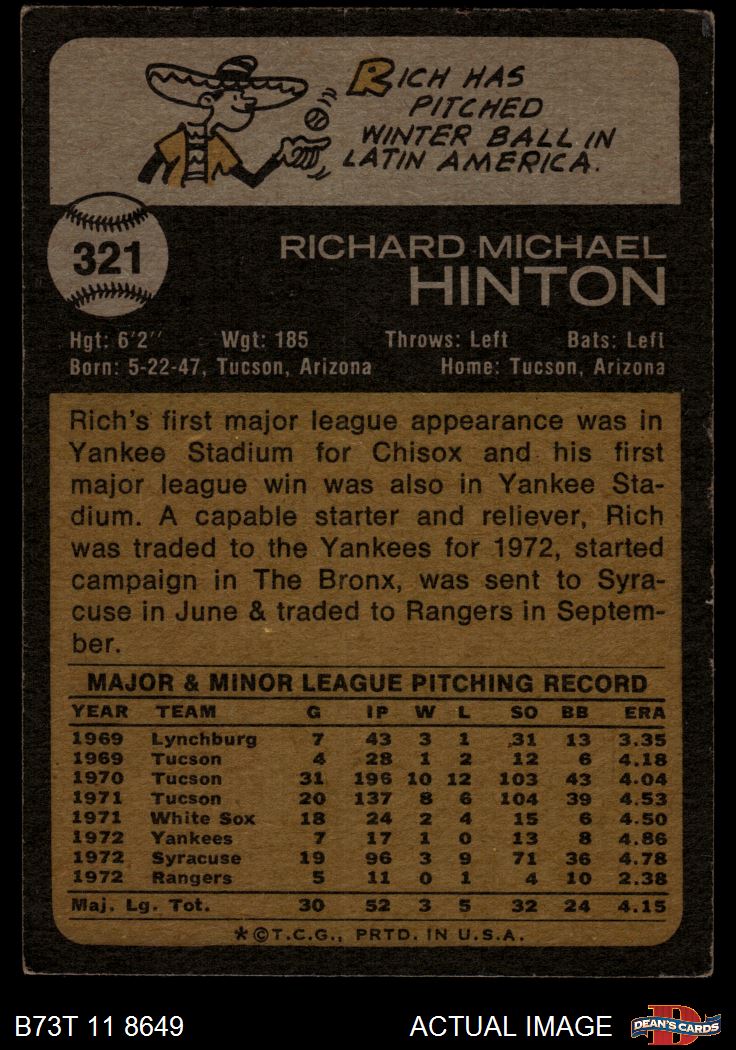 RICH HAS
PITCHED
WINTER BALL IN
LATIN AMERICA.
321
RICHARD MICHAEL
HINTON
Hgt: 6'2" Wgt: 185 Throws: Left Bats: Left
Born: 5-22-47, Tucson, Arizona Home: Tucson, Arizona
Rich's first major league appearance was in
Yankee Stadium for Chisox and his first
major league win was also in Yankee Sta-
dium. A capable starter and reliever, Rich
was traded to the Yankees for 1972, started
campaign in The Bronx, was sent to Syra-
cuse in June & traded to Rangers in Septem-
ber.
MAJOR & MINOR LEAGUE PITCHING RECORD
YEAR TEAM G IP W L SO BB ERA
1969 Lynchburg 7 43 3 1 31 13 3.35
1969 Tucson 4 28 1 2 12 6 4.18
1970 Tucson 31 196 10 12 103 43 4.04
1971 Tucson 20 137 8 6 104 39 4.53
1971 White Sox 18 24 2 4 15 6 4.50
1972 Yankees 7 17 1 0 13 8 4.86
1972 Syracuse 19 96 3 9 71 36 4.78
1972 Rangers 5 11 0 1 4 10 2.38
Maj. Lg. Tot. 30 52 3 5 32 24 4.15
*©T.C.G., PRTD. IN U.S.A.
B73T 11 8649 ACTUAL IMAGE DEAN'S CARDS